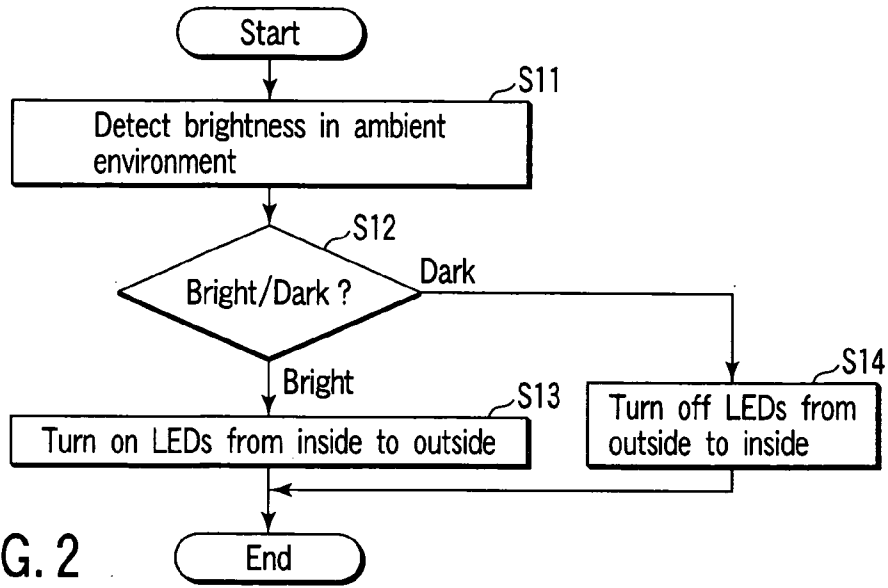 Start
S11
Detect brightness in ambient
environment
S12
Bright/Dark ?
Dark
Bright
S13
Turn on LEDs from inside to outside
S14
Turn off LEDs from
outside to inside
End
G. 2